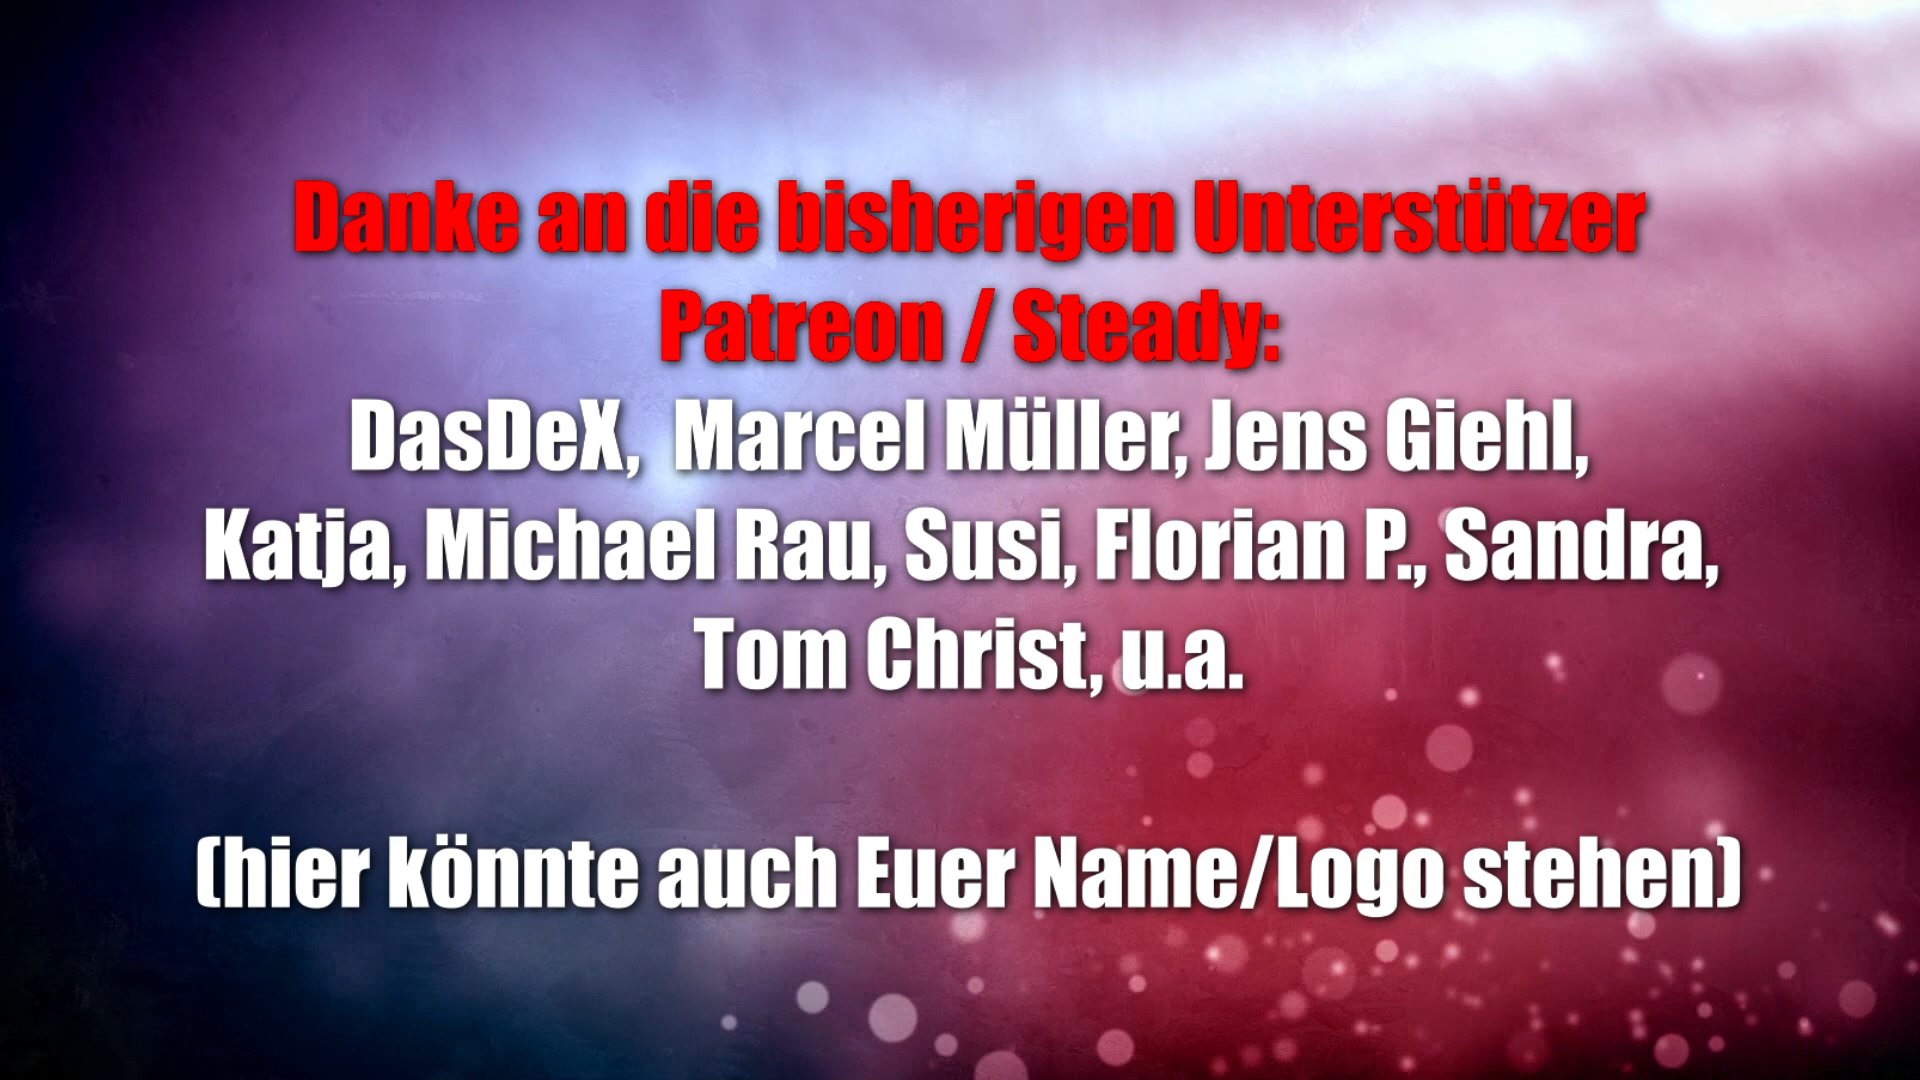 Danke an die bisherigen Unterstützer
Patreon / Steady:
DasDeX,  Marcel Müller, Jens Giehl,
Katja, Michael Rau, Susi, Florian P., Sandra,
Tom Christ, u.a.
(hier könnte auch Euer Name/Logo stehen)